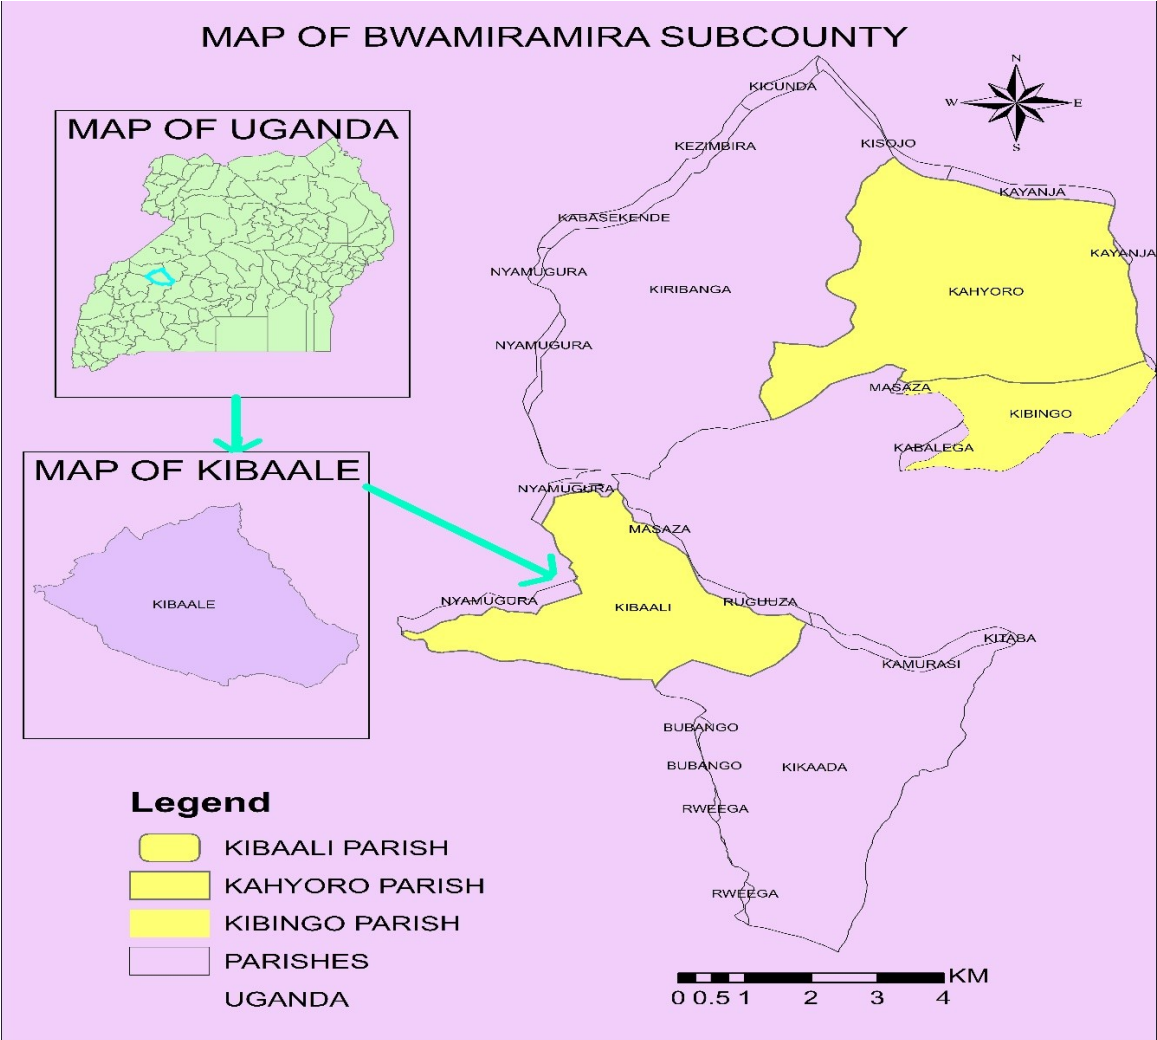 MAP OF BWAMIRAMIRA SUBCOUNTY
N
W
E
S
MAP OF UGANDA
KICUNDA
KEZIMBIRA
KISOJO
KAYANJA
KABASEKENDE
KAYANJA
NYAMUGURA
KIRIBANGA
KAHYORO
NYAMUGURA
MASAZA
KIBINGO
KABALEGA
MAP OF KIBAALE
KIBAALE
NYAMUGURA
MASAZA
NYAMUGURA
KIBAALI
RUGUUZA
KITABA
KAMURASI
BUBANGO
BUBANGO
KIKAADA
RWEEGA
RWEEGA
Legend
KIBAALI PARISH
KAHYORO PARISH
KIBINGO PARISH
PARISHES
UGANDA
KM
0 0.5 1 2 3 4